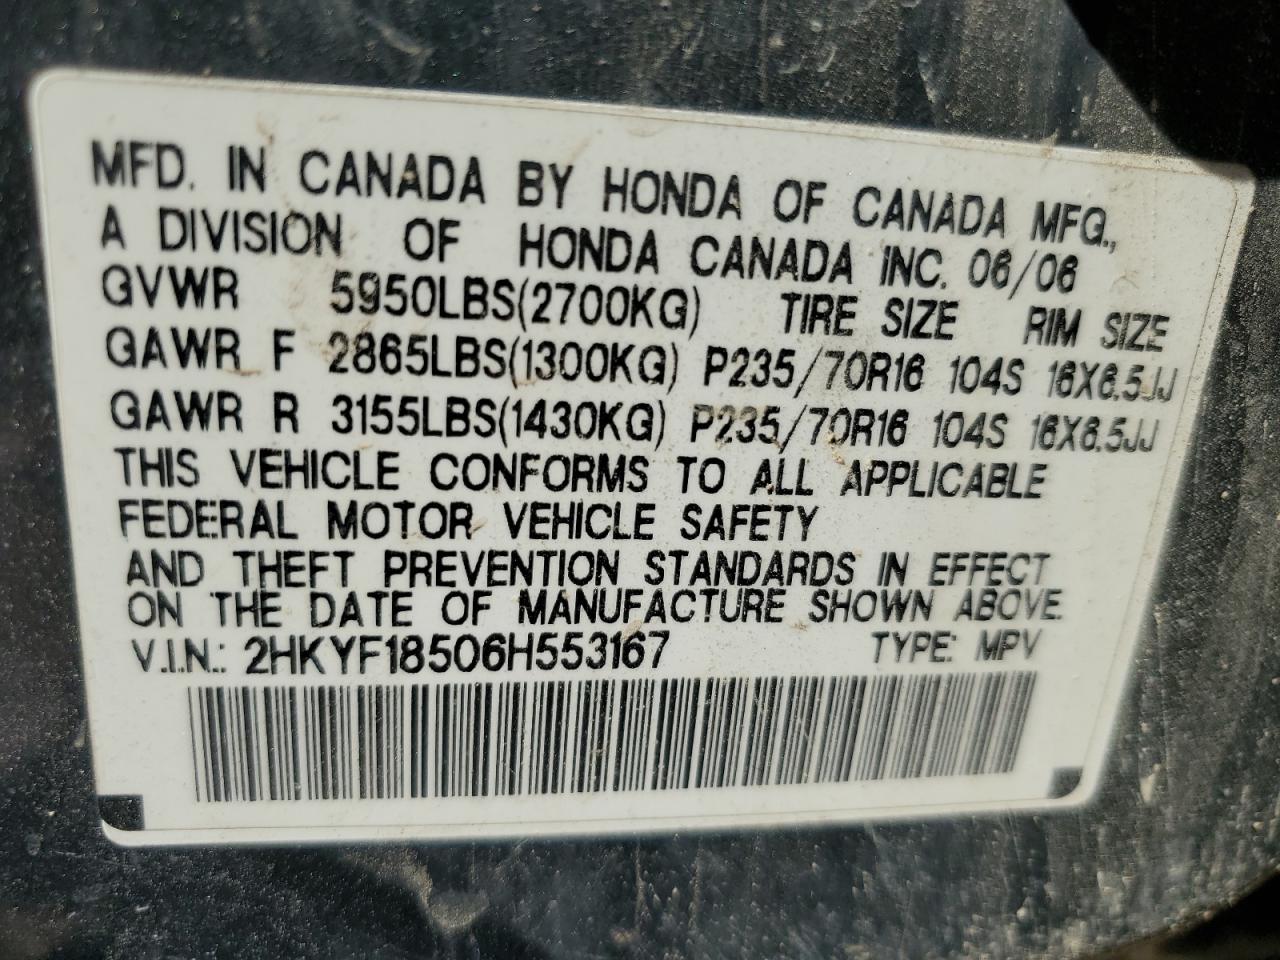 MFD. IN CANADA BY HONDA OF CANADA MFG.,
A DIVISION OF HONDA CANADA INC. 06/06
GVWR 5950LBS(2700KG) TIRE SIZE RIM SIZE
GAWR F 2865LBS(1300KG) P235/70R16 104S 16X6.5JJ
GAWR R 3155LBS(1430KG) P235/70R16 104S 16X6.5JJ
THIS VEHICLE CONFORMS TO ALL APPLICABLE
FEDERAL MOTOR VEHICLE SAFETY
AND THEFT PREVENTION STANDARDS IN EFFECT
ON THE DATE OF MANUFACTURE SHOWN ABOVE.
V.I.N.: 2HKYF18506H553167 TYPE: MPV